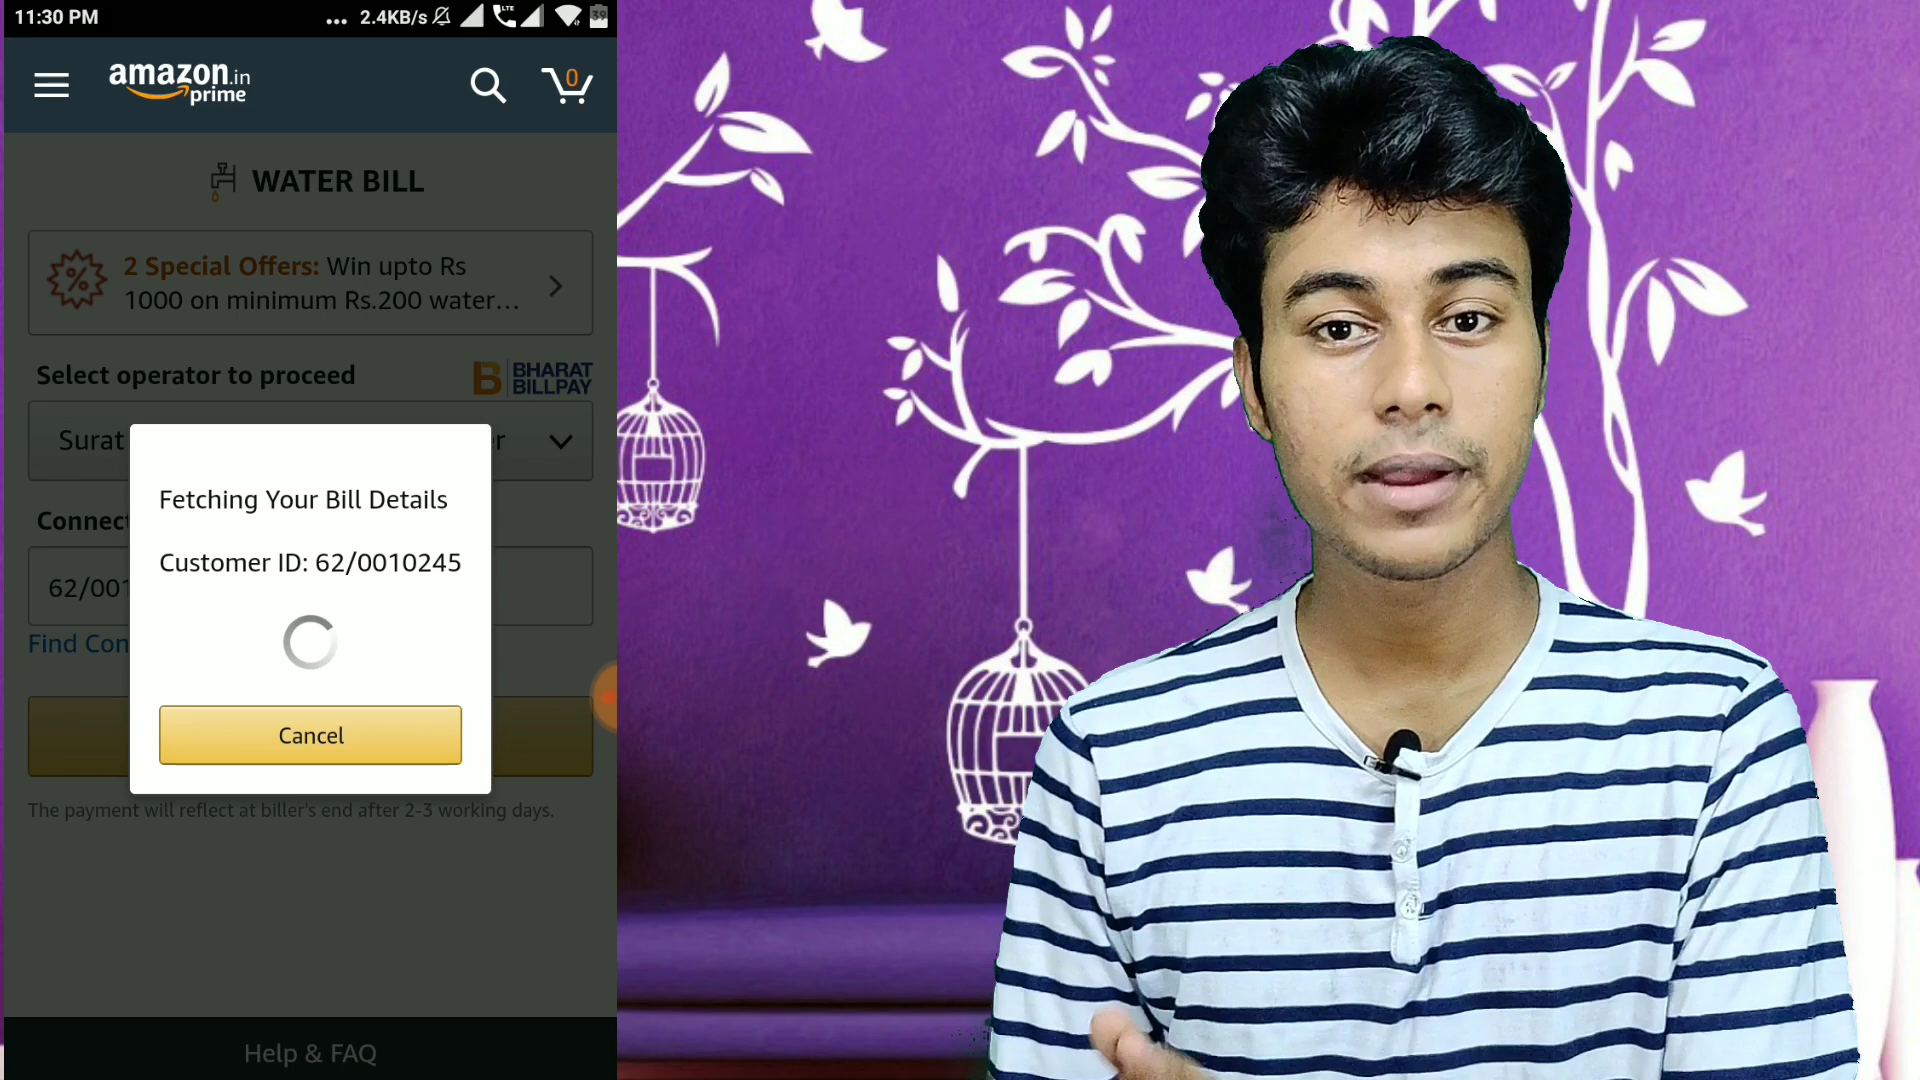 11:30 PM
... 2.4KB/s LTE 39
amazon.in
prime
0
WATER BILL
2 Special Offers: Win upto Rs
1000 on minimum Rs.200 water...
Select operator to proceed
B BHARAT
BILLPAY
Surat
r
Connect
62/001
Find Con
Fetching Your Bill Details
Customer ID: 62/0010245
Cancel
The payment will reflect at biller's end after 2-3 working days.
Help & FAQ